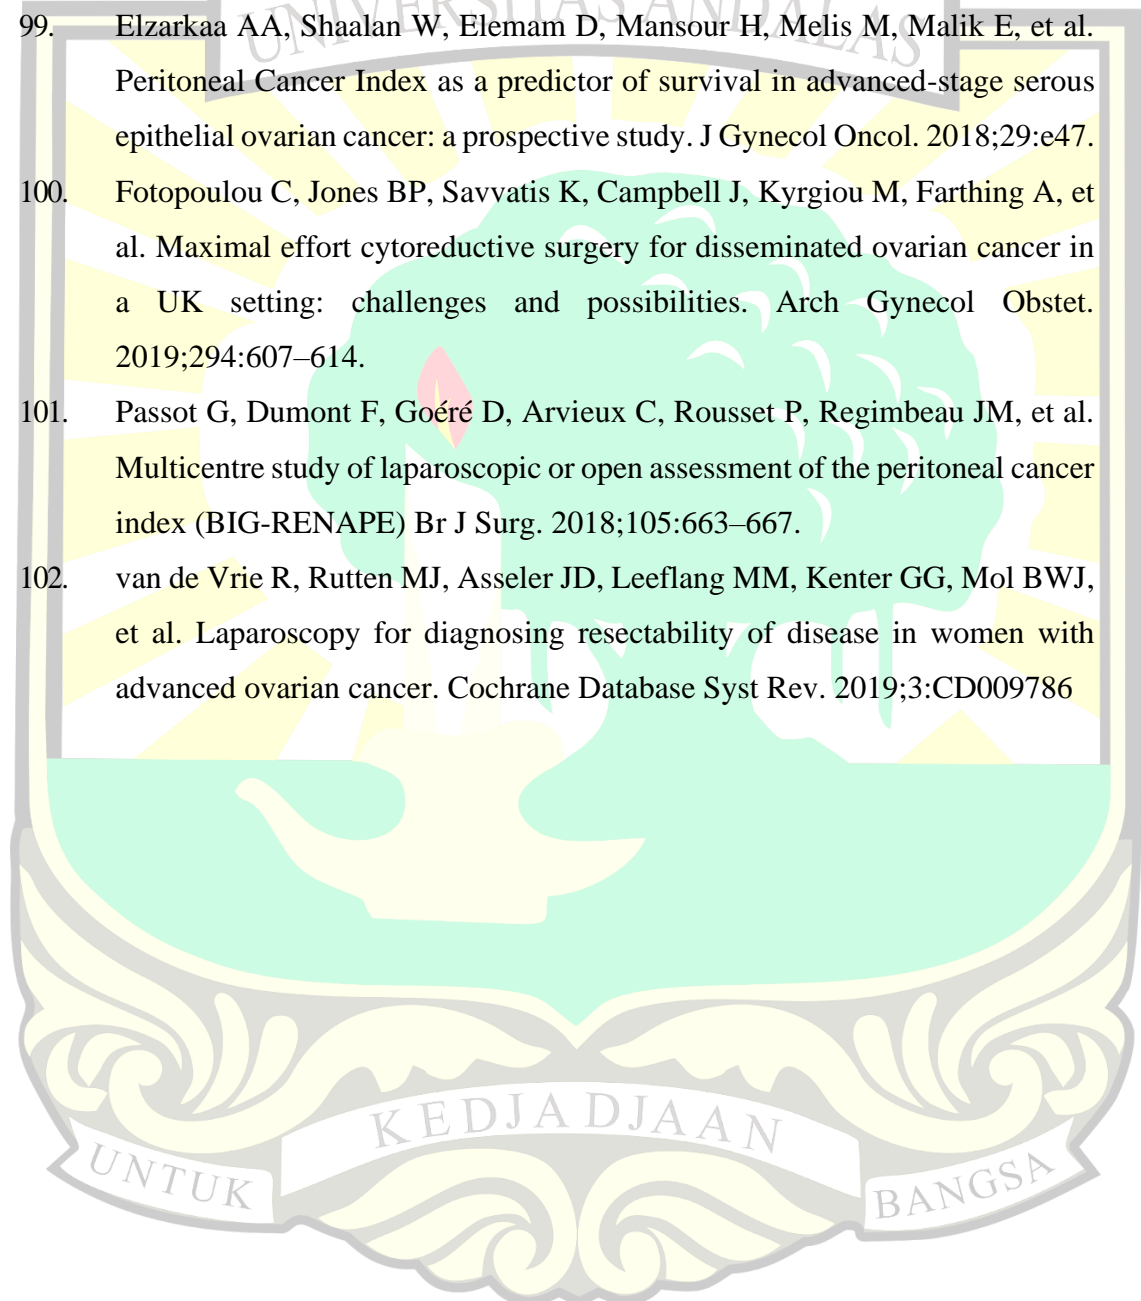 UNIVERSITAS ANDALAS
99. Elzarkaa AA, Shaalan W, Elemam D, Mansour H, Melis M, Malik E, et al.
Peritoneal Cancer Index as a predictor of survival in advanced-stage serous
epithelial ovarian cancer: a prospective study. J Gynecol Oncol. 2018;29:e47.
100. Fotopoulou C, Jones BP, Savvatis K, Campbell J, Kyrgiou M, Farthing A, et
al. Maximal effort cytoreductive surgery for disseminated ovarian cancer in
a UK setting: challenges and possibilities. Arch Gynecol Obstet.
2019;294:607–614.
101. Passot G, Dumont F, Goéré D, Arvieux C, Rousset P, Regimbeau JM, et al.
Multicentre study of laparoscopic or open assessment of the peritoneal cancer
index (BIG-RENAPE) Br J Surg. 2018;105:663–667.
102. van de Vrie R, Rutten MJ, Asseler JD, Leeflang MM, Kenter GG, Mol BWJ,
et al. Laparoscopy for diagnosing resectability of disease in women with
advanced ovarian cancer. Cochrane Database Syst Rev. 2019;3:CD009786
UNTUK KEDJADJAAN BANGSA